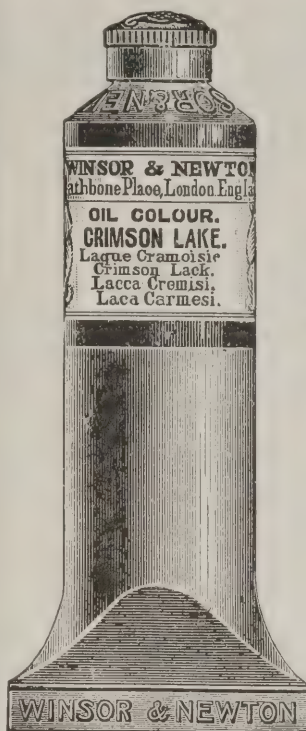 WINSOR & NEWTON
athbone Place, London Engla
OIL COLOUR.
CRIMSON LAKE.
Laque Cramoisie
Crimson Lack.
Lacca Cremisi.
Laca Carmesi.
WINSOR & NEWTON